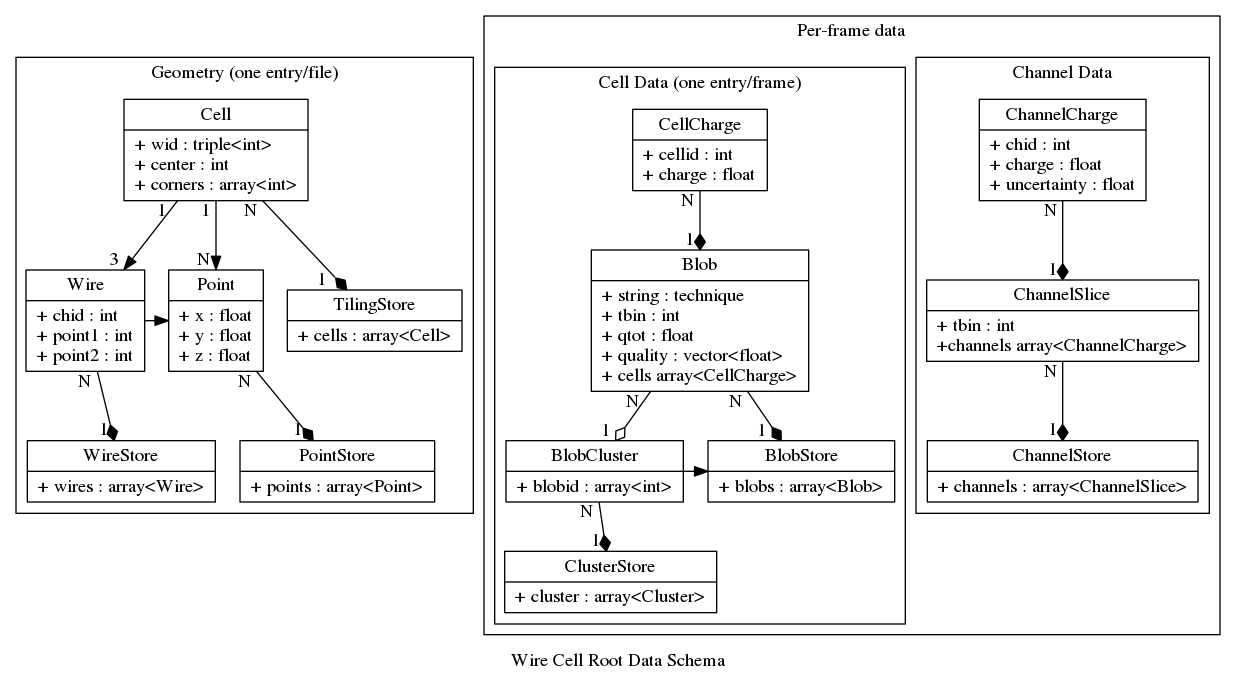 Per-frame data
Geometry (one entry/file)
Cell
+ wid : triple<int>
+ center : int
+ corners : array<int>
1
1
N
3
N
1
Wire
+ chid : int
+ point1 : int
+ point2 : int
Point
+ x : float
+ y : float
+ z : float
TilingStore
+ cells : array<Cell>
N
N
1
1
WireStore
+ wires : array<Wire>
PointStore
+ points : array<Point>
Cell Data (one entry/frame)
CellCharge
+ cellid : int
+ charge : float
N
1
Blob
+ string : technique
+ tbin : int
+ qtot : float
+ quality : vector<float>
+ cells array<CellCharge>
N
N
1
1
BlobCluster
+ blobid : array<int>
BlobStore
+ blobs : array<Blob>
N
1
ClusterStore
+ cluster : array<Cluster>
Channel Data
ChannelCharge
+ chid : int
+ charge : float
+ uncertainty : float
N
1
ChannelSlice
+ tbin : int
+channels array<ChannelCharge>
N
1
ChannelStore
+ channels : array<ChannelSlice>
Wire Cell Root Data Schema